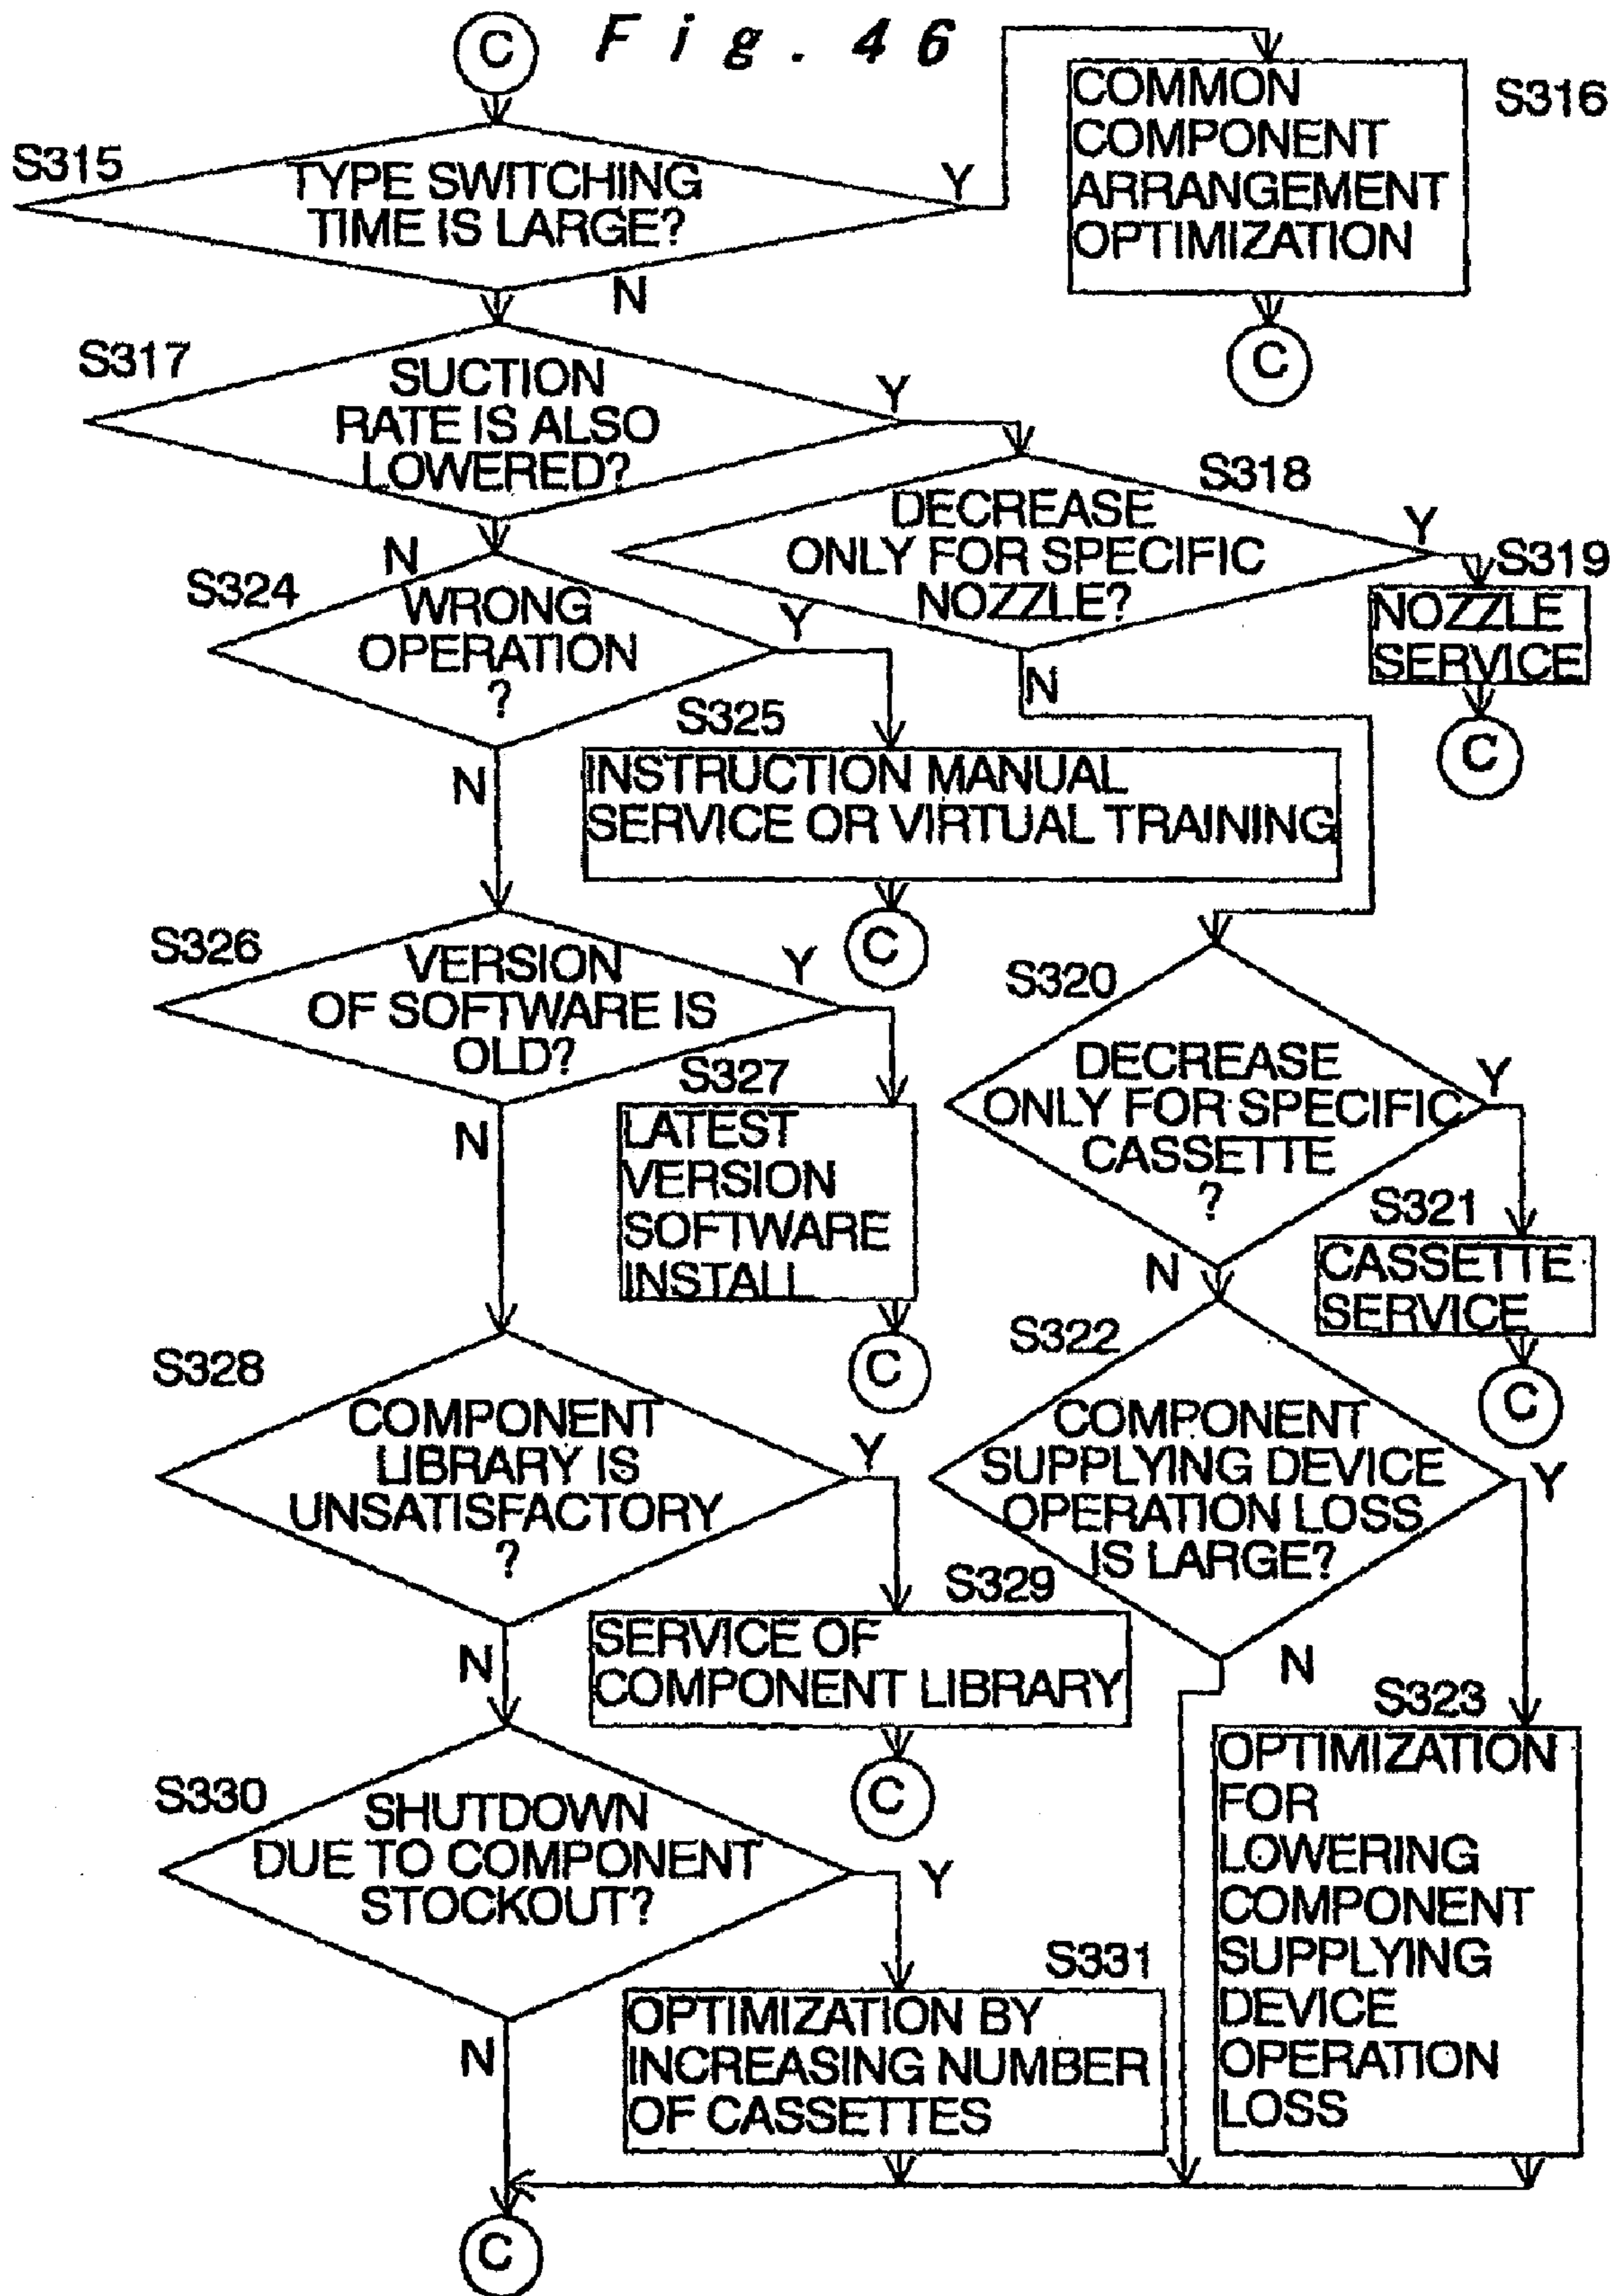 C
Fig. 46
S315
TYPE SWITCHING
TIME IS LARGE?
Y
N
COMMON
COMPONENT
ARRANGEMENT
OPTIMIZATION
S316
C
S317
SUCTION
RATE IS ALSO
LOWERED?
Y
N
S318
DECREASE
ONLY FOR SPECIFIC
NOZZLE?
Y
N
S319
NOZZLE
SERVICE
C
S324
WRONG
OPERATION
?
Y
N
S325
INSTRUCTION MANUAL
SERVICE OR VIRTUAL TRAINING
C
S326
VERSION
OF SOFTWARE IS
OLD?
Y
N
S327
LATEST
VERSION
SOFTWARE
INSTALL
C
S320
DECREASE
ONLY FOR SPECIFIC
CASSETTE
?
Y
N
S321
CASSETTE
SERVICE
C
S322
COMPONENT
SUPPLYING DEVICE
OPERATION LOSS
IS LARGE?
Y
N
S323
OPTIMIZATION
FOR
LOWERING
COMPONENT
SUPPLYING
DEVICE
OPERATION
LOSS
S328
COMPONENT
LIBRARY IS
UNSATISFACTORY
?
Y
N
S329
SERVICE OF
COMPONENT LIBRARY
C
S330
SHUTDOWN
DUE TO COMPONENT
STOCKOUT?
Y
N
S331
OPTIMIZATION BY
INCREASING NUMBER
OF CASSETTES
C